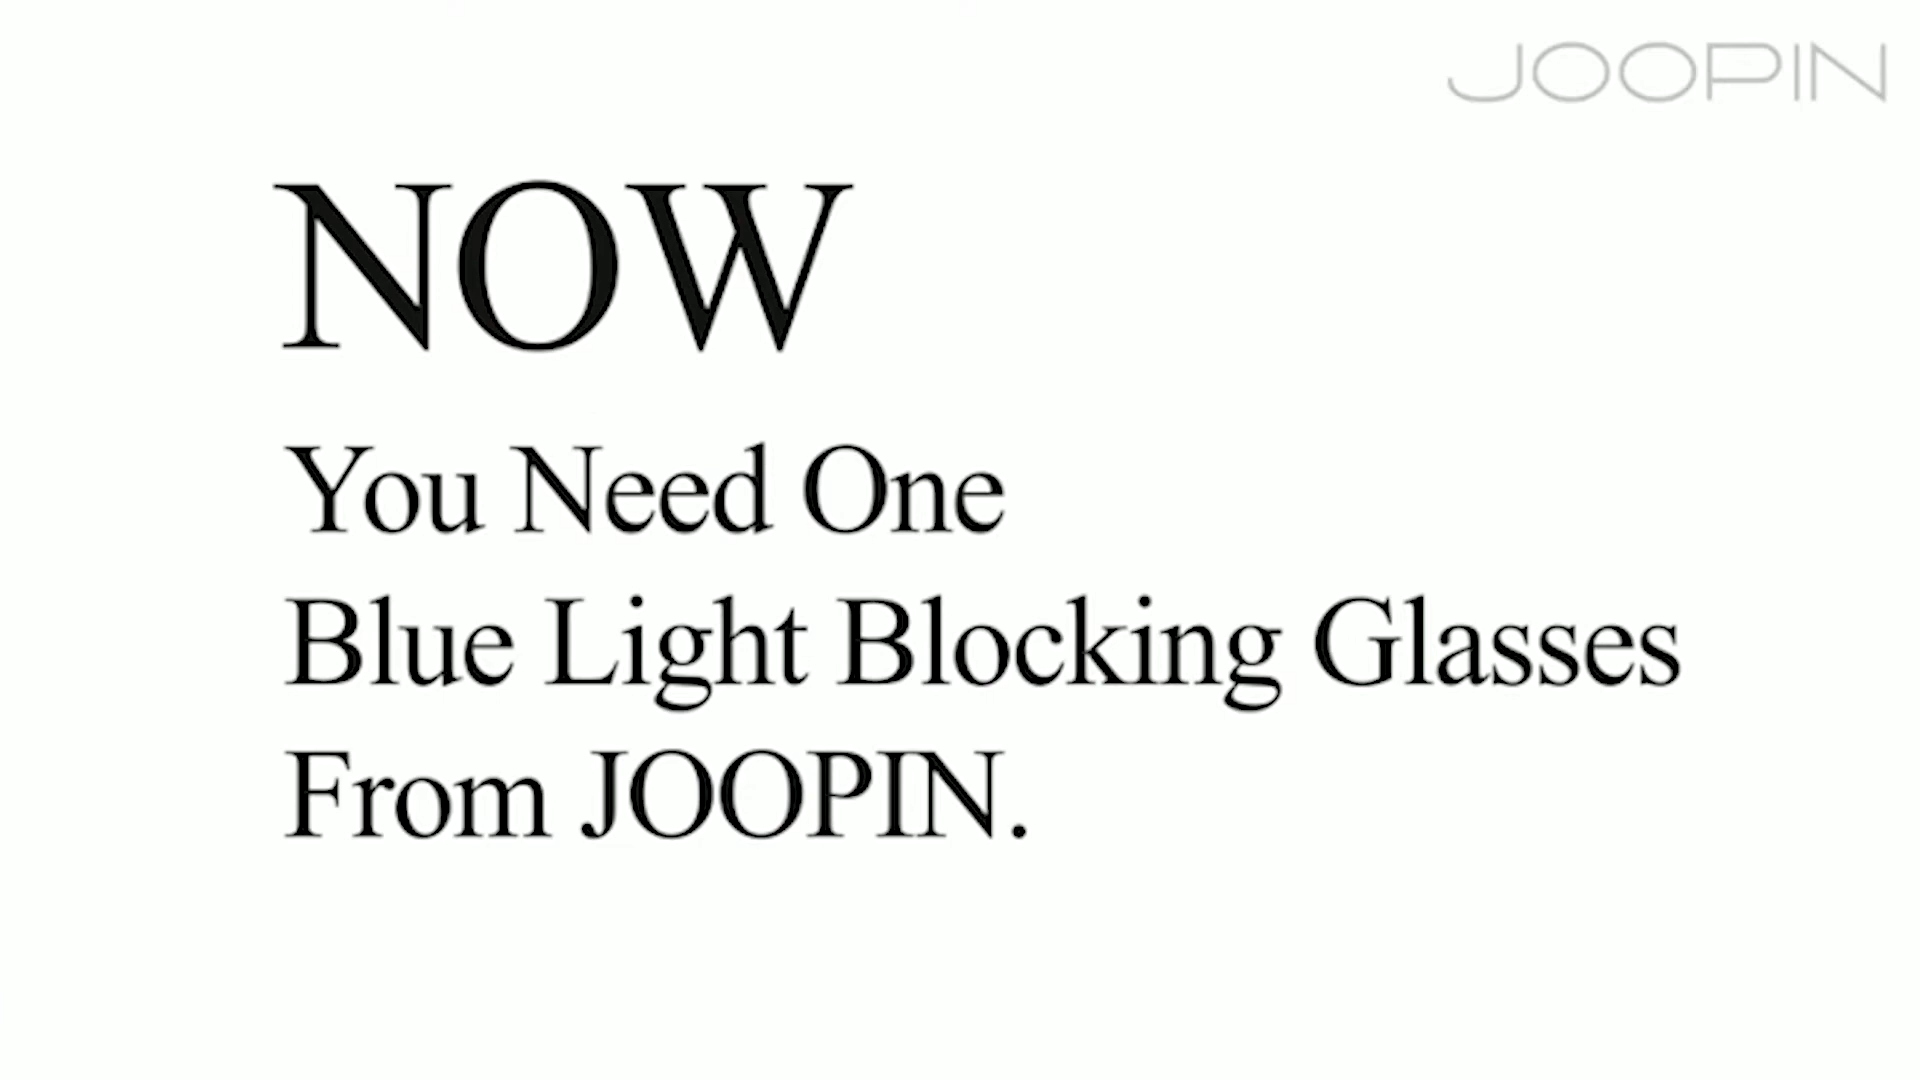 JOOPIN
NOW
You Need One
Blue Light Blocking Glasses
From JOOPIN.